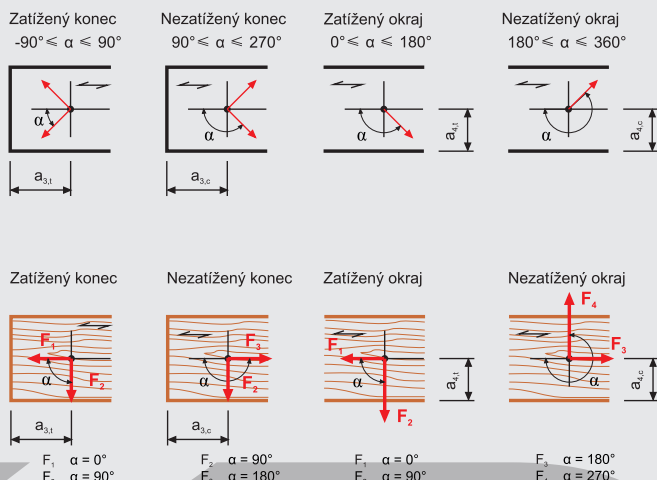 Zatížený konec
-90°≤ α ≤ 90°
Nezatížený konec
90°≤ α ≤ 270°
Zatížený okraj
0°≤ α ≤ 180°
Nezatížený okraj
180°≤ α ≤ 360°
α
α
α
α
a4,t
a4,c
a3,t
a3,c
Zatížený konec
Nezatížený konec
Zatížený okraj
Nezatížený okraj
F1
α
F2
F3
α
F2
F1
α
F2
F4
F3
α
a4,t
a4,c
a3,t
a3,c
F1 α = 0°
F2 α = 90°
F2 α = 90°
F3 α = 180°
F1 α = 0°
F2 α = 90°
F3 α = 180°
F4 α = 270°